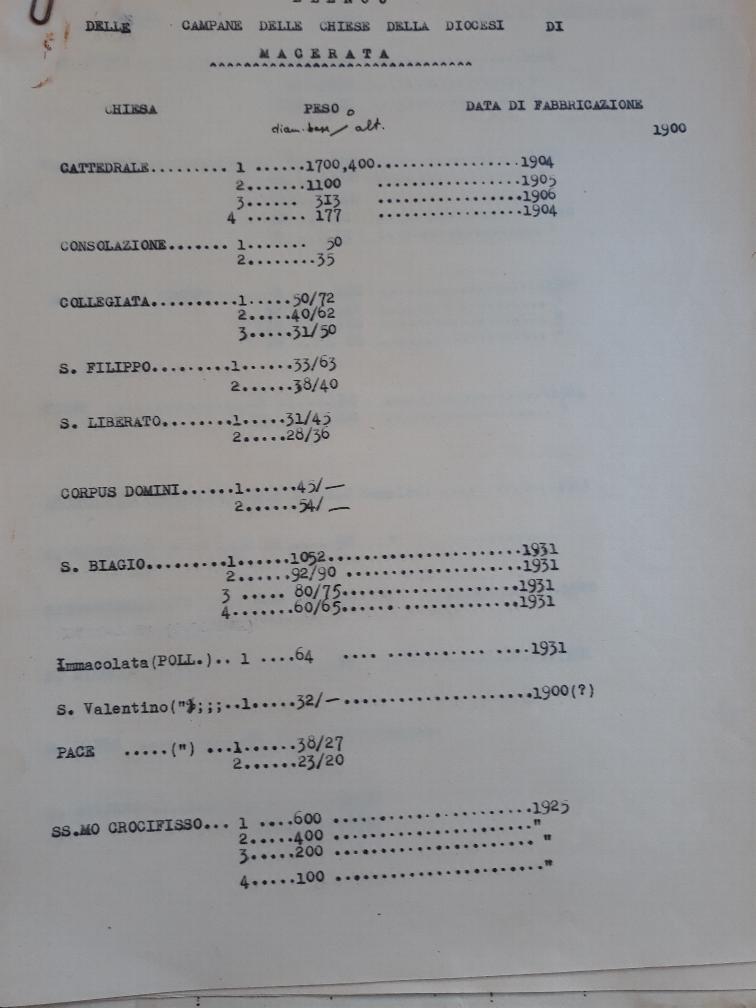 ELENCO
DELLE CAMPANE DELLE CHIESE DELLA DIOCESI DI
M A C E R A T A
^^^^^^^^^^^^^^^^^^^^^^^^^^^^^
CHIESA PESO o DATA DI FABBRICAZIONE
diam. base/ alt. 1900
CATTEDRALE......... 1 ......1700,400................1904
2.......1100 ................1905
3...... 313 ................1906
4 ....... 177 ................1904
CONSOLAZIONE....... 1....... 50
2........35
COLLEGIATA..........1.....50/72
2.....40/62
3.....31/50
S. FILIPPO.........1......33/63
2......38/40
S. LIBERATO........1.....31/45
2.....28/36
CORPUS DOMINI......1......45/—
2......54/—
S. BIAGIO.........1......1052......................1931
2......92/90 ....................1931
3 ..... 80/75....................1931
4.......60/65...... .............1931
Immacolata(POLL.).. 1 ....64 .... ........... ....1931
S. Valentino(");;;..1.....32/—......................1900(?)
PACE .....(") ...1......38/27
2......23/20
SS.MO CROCIFISSO... 1 ....600 .......................1925
2.....400 ......................."
3.....200 ....................... "
4.....100 ......................."